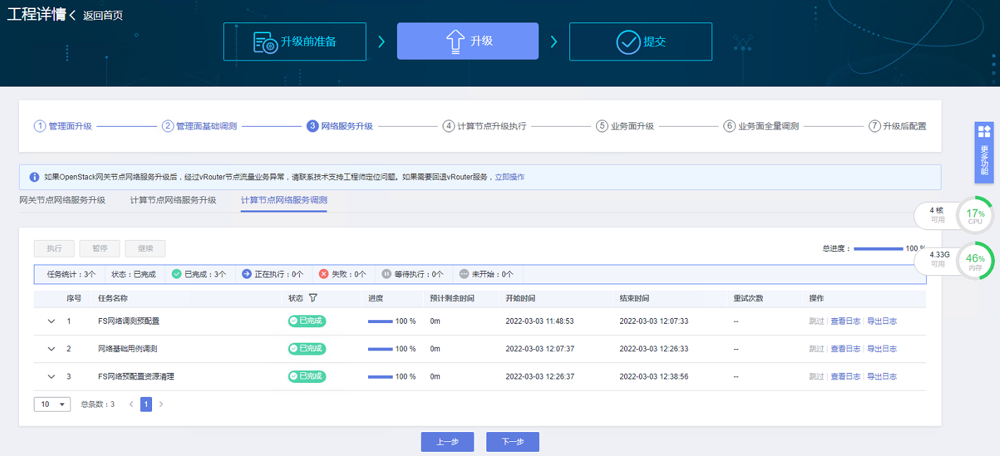 工程详情 返回首页
升级前准备 升级 提交
1 管理面升级 2 管理面基础调测 3 网络服务升级 4 计算节点升级执行 5 业务面升级 6 业务面全量调测 7 升级后配置
更多功能
如果OpenStack网关节点网络服务升级后，经过vRouter节点流量业务异常，请联系技术支持工程师定位问题。如果需要回退vRouter服务，立即操作
网关节点网络服务升级 计算节点网络服务升级 计算节点网络服务调测
4 核 可用 17% CPU
执行 暂停 继续 总进度： 100 %
4.33G 可用 46% 内存
任务统计：3个 状态：已完成 已完成：3个 正在执行：0个 失败：0个 等待执行：0个 未开始：0个
序号 任务名称 状态 进度 预计剩余时间 开始时间 结束时间 重试次数 操作
1 FS网络调测预配置 已完成 100 % 0m 2022-03-03 11:48:53 2022-03-03 12:07:33 -- 跳过 查看日志 导出日志
2 网络基础用例调测 已完成 100 % 0m 2022-03-03 12:07:37 2022-03-03 12:26:33 -- 跳过 查看日志 导出日志
3 FS网络预配置资源清理 已完成 100 % 0m 2022-03-03 12:26:37 2022-03-03 12:38:56 -- 跳过 查看日志 导出日志
10 总条数：3 1
上一步 下一步